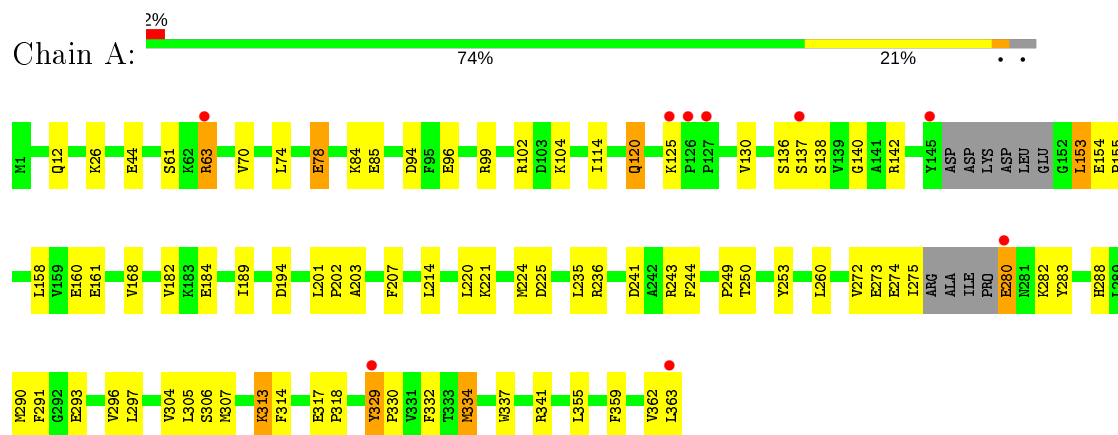 2%
Chain A:
74% 21% • •
M1 Q12 K26 E44 S61 K62 R63 V70 L74 E78 K84 E85 D94 F95 E96 R99 R102 D103 K104 I114 Q120 K125 P126 P127 V130 S136 S137 S138 V139 G140 A141 R142 Y145 ASP ASP LYS ASP LEU GLU G152 L153 E154 P155
L158 V159 E160 E161 V168 V182 K183 E184 I189 D194 L201 P202 A203 F207 L214 L220 K221 M224 D225 L235 R236 D241 A242 R243 F244 P249 T250 Y253 L260 V272 E273 E274 I275 ARG ALA ILE PRO E280 N281 K282 Y283 H288 L289
M290 F291 G292 E293 V296 L297 V304 L305 S306 M307 K313 F314 E317 P318 Y329 P330 V331 F332 T333 M334 W337 R341 L355 F359 V362 L363